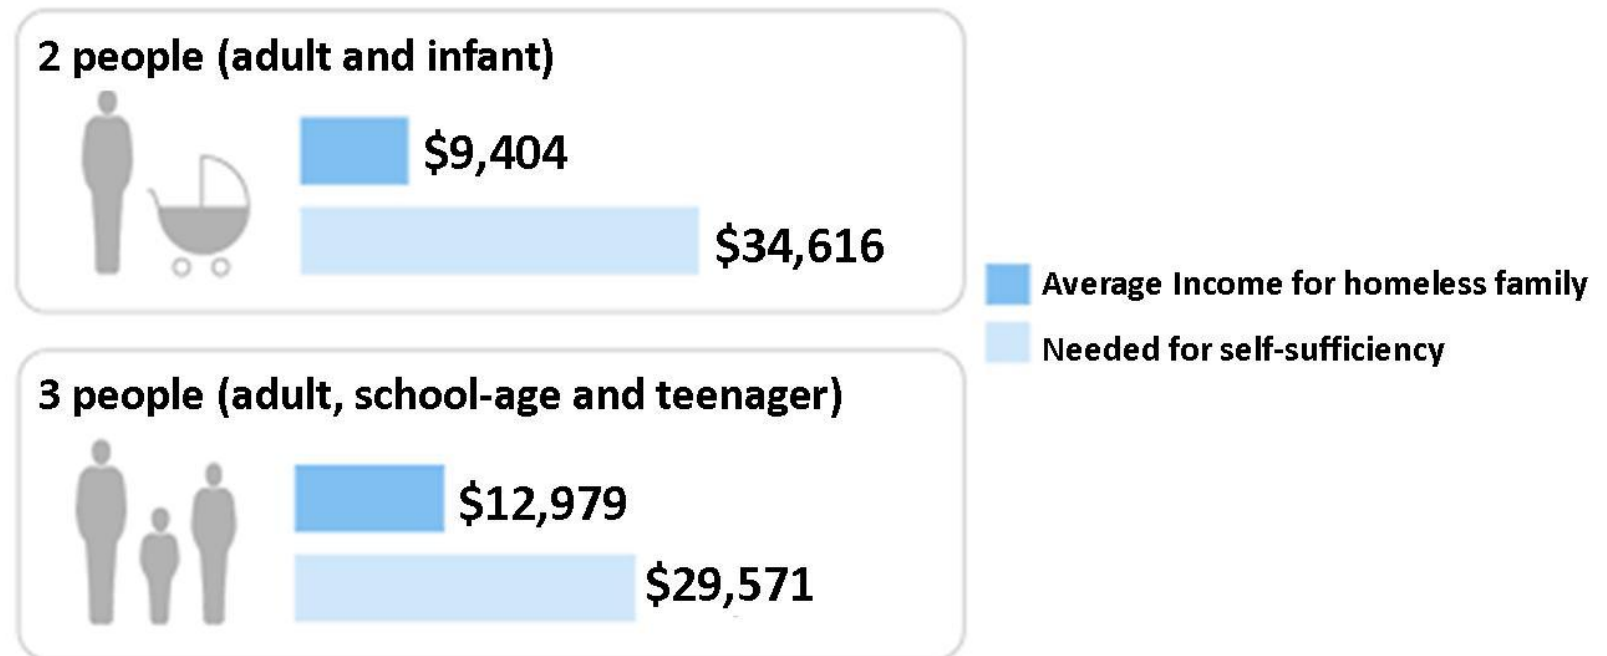 2 people (adult and infant)
$9,404
$34,616
Average Income for homeless family
Needed for self-sufficiency
3 people (adult, school-age and teenager)
$12,979
$29,571